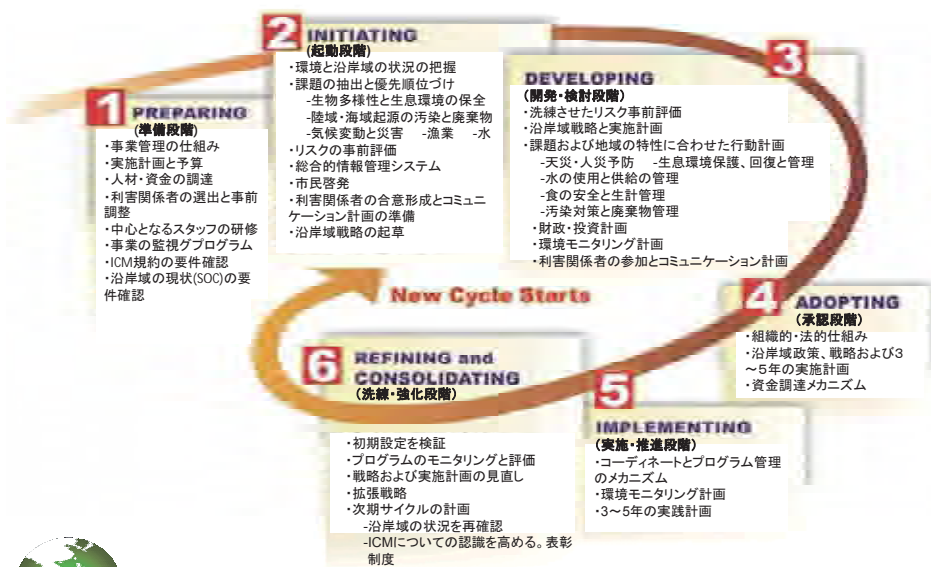 1
PREPARING
(準備段階)
・事業管理の仕組み
・実施計画と予算
・人材・資金の調達
・利害関係者の選出と事前
調整
・中心となるスタッフの研修
・事業の監視グプログラム
・ICM規約の要件確認
・沿岸域の現状(SOC)の要
件確認
2
INITIATING
(起動段階)
・環境と沿岸域の状況の把握
・課題の抽出と優先順位づけ
-生物多様性と生息環境の保全
-陸域・海域起源の汚染と廃棄物
-気候変動と災害 -漁業 -水
・リスクの事前評価
・総合的情報管理システム
・市民啓発
・利害関係者の合意形成とコミュニ
ケーション計画の準備
・沿岸域戦略の起草
3
DEVELOPING
(開発・検討段階)
・洗練させたリスク事前評価
・沿岸域戦略と実施計画
・課題および地域の特性に合わせた行動計画
-天災・人災予防 -生息環境保護、回復と管理
-水の使用と供給の管理
-食の安全と生計管理
-汚染対策と廃棄物管理
・財政・投資計画
・環境モニタリング計画
・利害関係者の参加とコミュニケーション計画
4
ADOPTING
(承認段階)
・組織的・法的仕組み
・沿岸域政策、戦略および3
～5年の実施計画
・資金調達メカニズム
5
IMPLEMENTING
(実施・推進段階)
・コーディネートとプログラム管理
のメカニズム
・環境モニタリング計画
・3～5年の実践計画
6
REFINING and
CONSOLIDATING
(洗練・強化段階)
・初期設定を検証
・プログラムのモニタリングと評価
・戦略および実施計画の見直し
・拡張戦略
・次期サイクルの計画
-沿岸域の状況を再確認
-ICMについての認識を高める。表彰
制度
New Cycle Starts